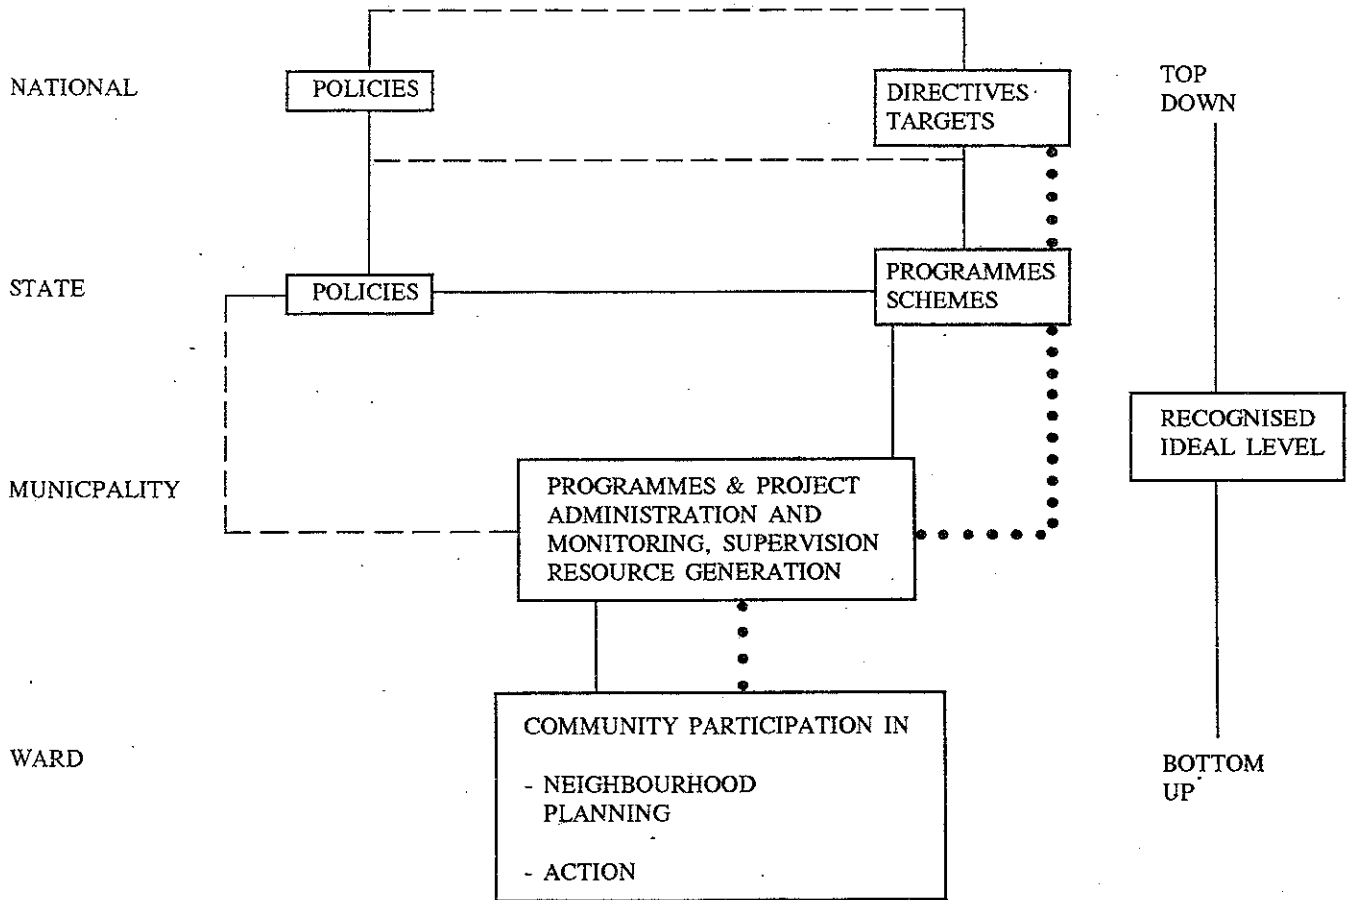 NATIONAL
POLICIES
DIRECTIVES
TARGETS
TOP
DOWN
STATE
POLICIES
PROGRAMMES
SCHEMES
RECOGNISED
IDEAL LEVEL
MUNICPALITY
PROGRAMMES & PROJECT
ADMINISTRATION AND
MONITORING, SUPERVISION
RESOURCE GENERATION
WARD
COMMUNITY PARTICIPATION IN
- NEIGHBOURHOOD
PLANNING
- ACTION
BOTTOM
UP